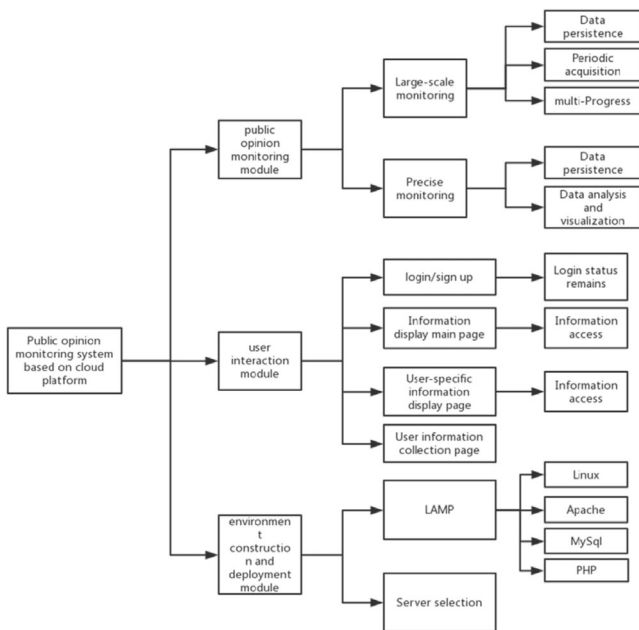 Data
persistence
Periodic
acquisition
multi-Progress
Large-scale
monitoring
public
opinion
monitoring
module
Precise
monitoring
Data
persistence
Data analysis
and
visualization
login/sign up
Login status
remains
Information
display main page
Information
access
Public opinion
monitoring system
based on cloud
platform
user
interaction
module
User-specific
information
display page
Information
access
User information
collection page
environmen
t
constructio
n and
deployment
module
LAMP
Linux
Apache
MySql
PHP
Server selection